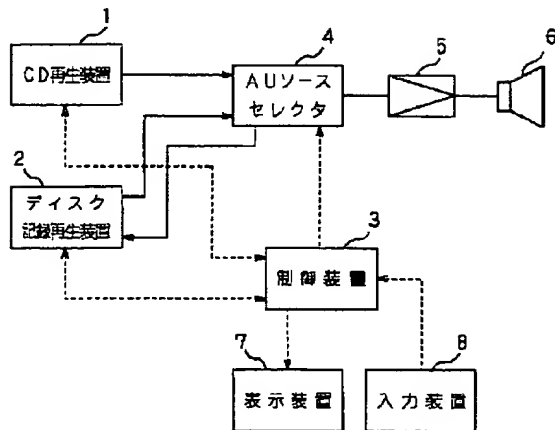 1
CD再生装置
2
ディスク
記録再生装置
4
AUソース
セレクタ
5
6
3
制御装置
7
表示装置
8
入力装置